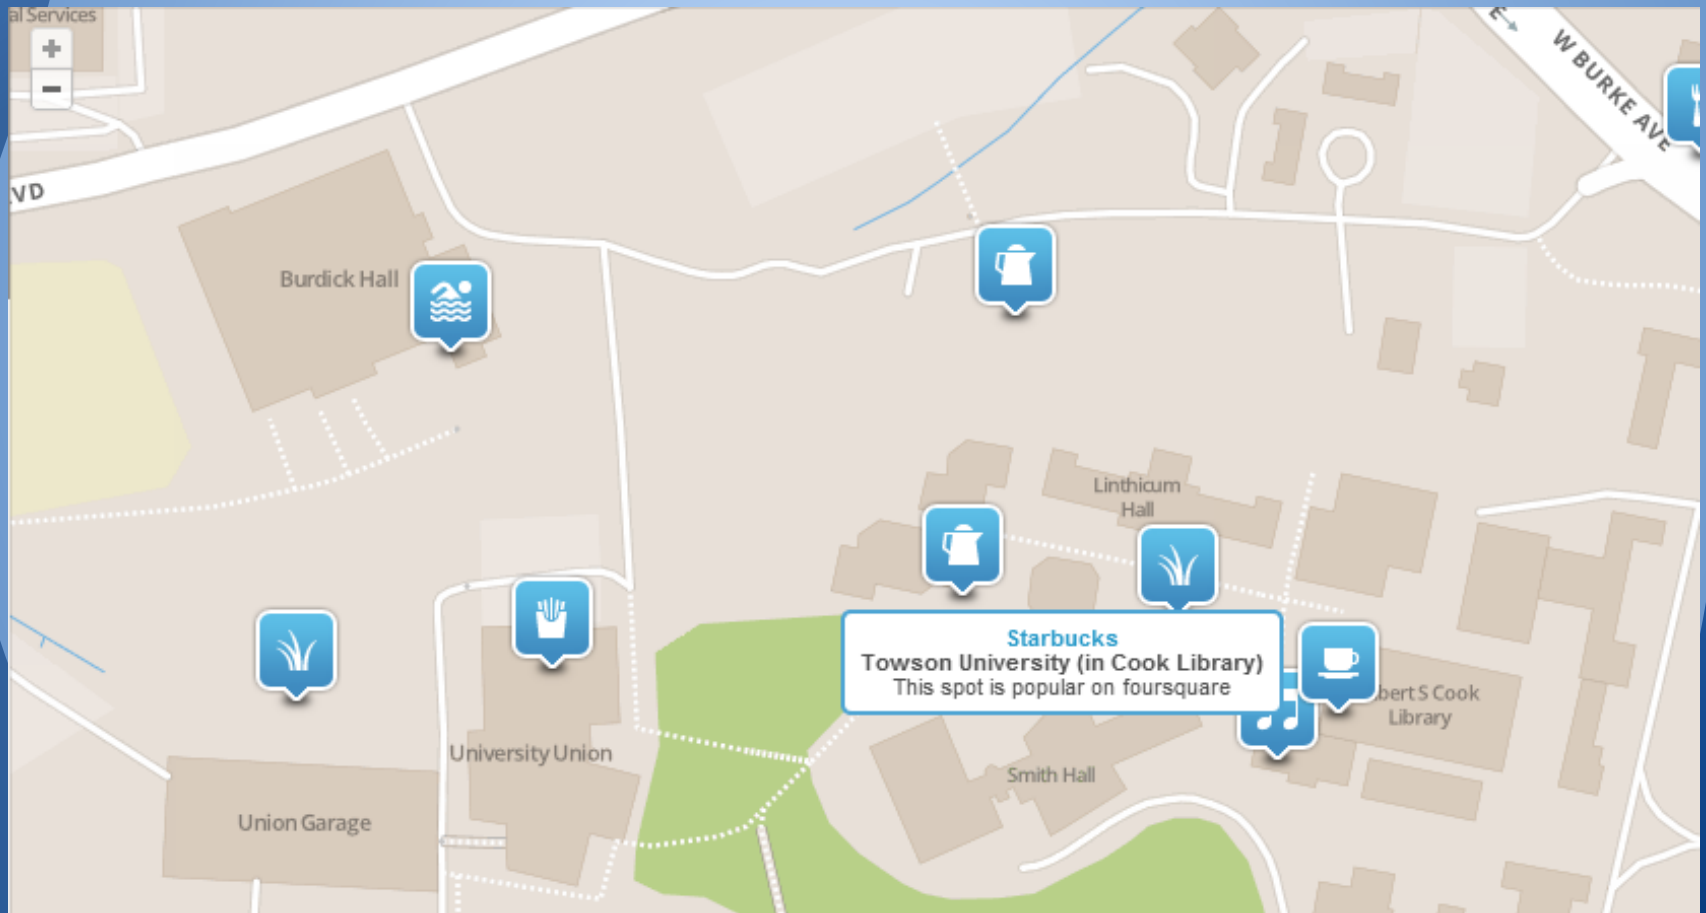 al Services
+
−
E
W BURKE AVE
VD
Burdick Hall
Linthicum
Hall
Starbucks
Towson University (in Cook Library)
This spot is popular on foursquare
bert S Cook
Library
University Union
Smith Hall
Union Garage